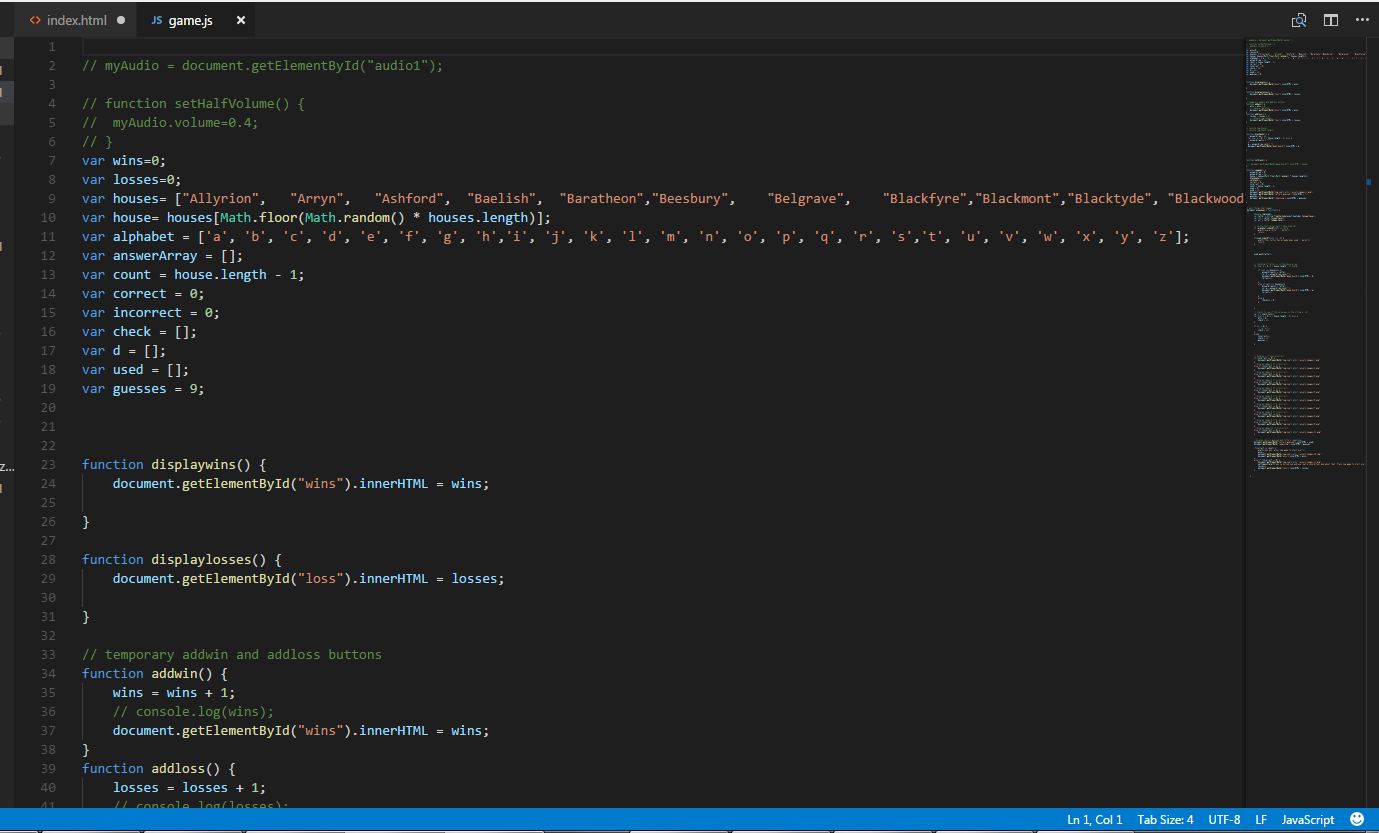 index.html
JS game.js
1
2 // myAudio = document.getElementById("audio1");
3
4 // function setHalfVolume() {
5 //  myAudio.volume=0.4;
6 // }
7 var wins=0;
8 var losses=0;
9 var houses= ["Allyrion",   "Arryn",   "Ashford",  "Baelish",  "Baratheon","Beesbury",    "Belgrave",    "Blackfyre","Blackmont","Blacktyde", "Blackwood
10 var house= houses[Math.floor(Math.random() * houses.length)];
11 var alphabet = ['a', 'b', 'c', 'd', 'e', 'f', 'g', 'h','i', 'j', 'k', 'l', 'm', 'n', 'o', 'p', 'q', 'r', 's','t', 'u', 'v', 'w', 'x', 'y', 'z'];
12 var answerArray = [];
13 var count = house.length - 1;
14 var correct = 0;
15 var incorrect = 0;
16 var check = [];
17 var d = [];
18 var used = [];
19 var guesses = 9;
20
21
22
23 function displaywins() {
24     document.getElementById("wins").innerHTML = wins;
25
26 }
27
28 function displaylosses() {
29     document.getElementById("loss").innerHTML = losses;
30
31 }
32
33 // temporary addwin and addloss buttons
34 function addwin() {
35     wins = wins + 1;
36     // console.log(wins);
37     document.getElementById("wins").innerHTML = wins;
38 }
39 function addloss() {
40     losses = losses + 1;
41     // console.log(losses);
z...
Ln 1, Col 1 Tab Size: 4 UTF-8 LF JavaScript